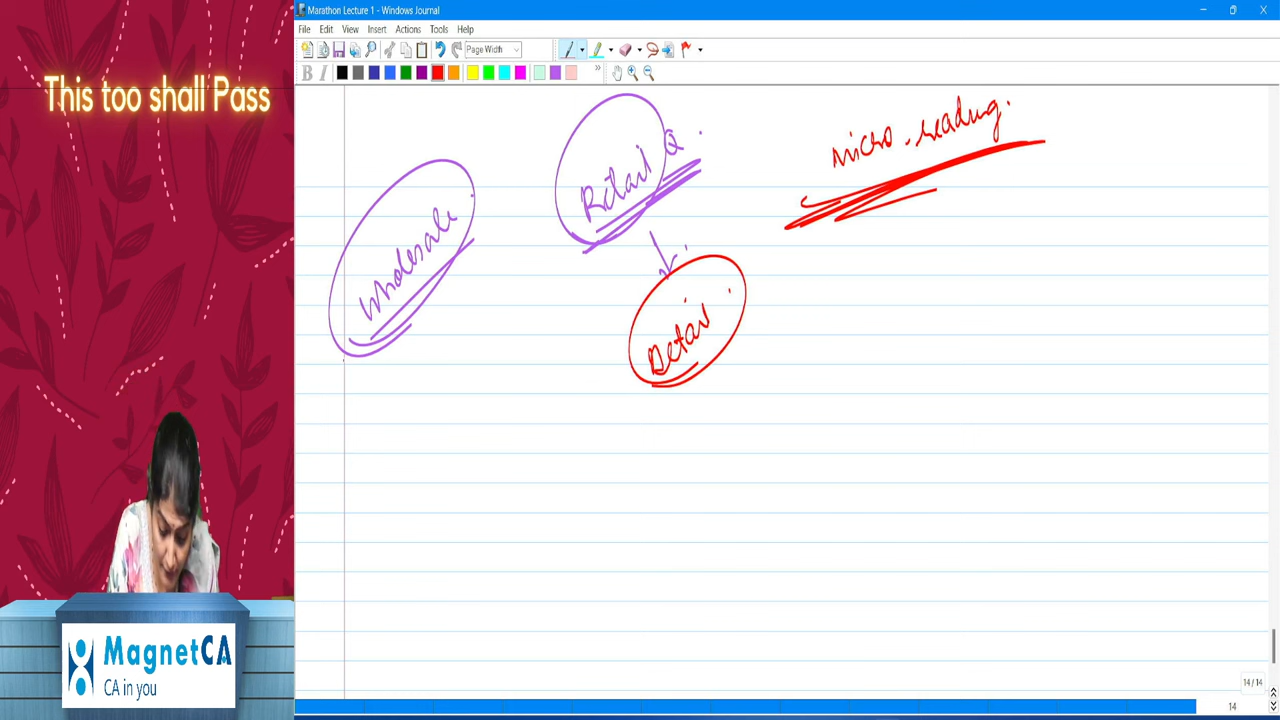 Marathon Lecture 1 - Windows Journal
File Edit View Insert Actions Tools Help
Page Width
B I
This too shall Pass
micro - reading.
Retail Q.
Wholesale.
Detail.
MagnetCA
CA in you
14 / 14
14